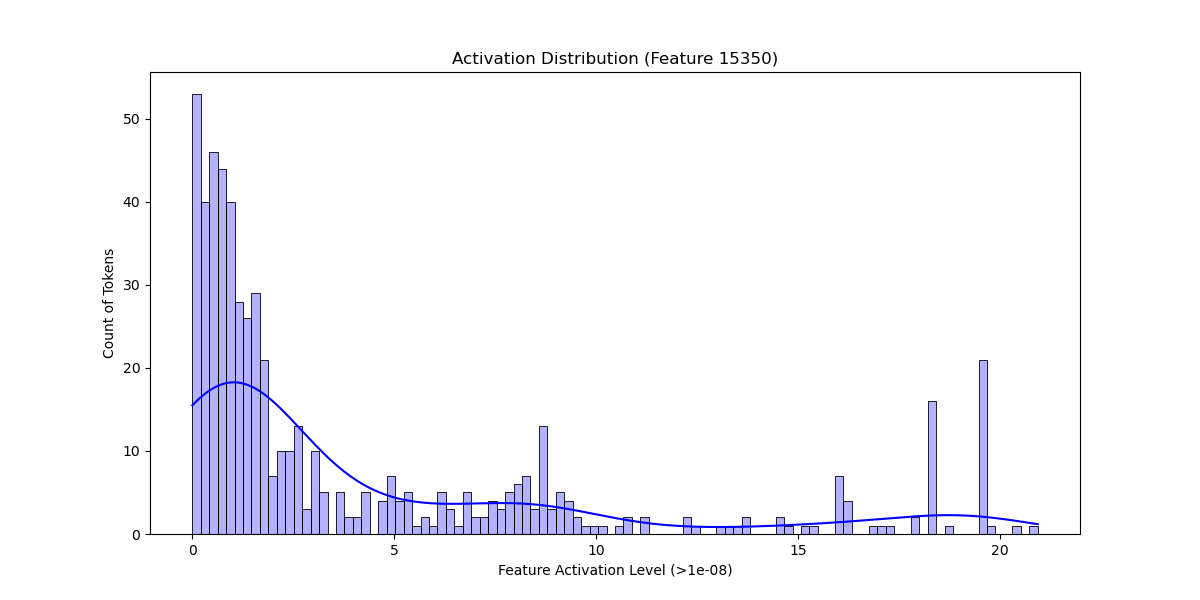 Activation Distribution (Feature 15350)
Count of Tokens
50
40
30
20
10
0
0 5 10 15 20
Feature Activation Level (>1e-08)